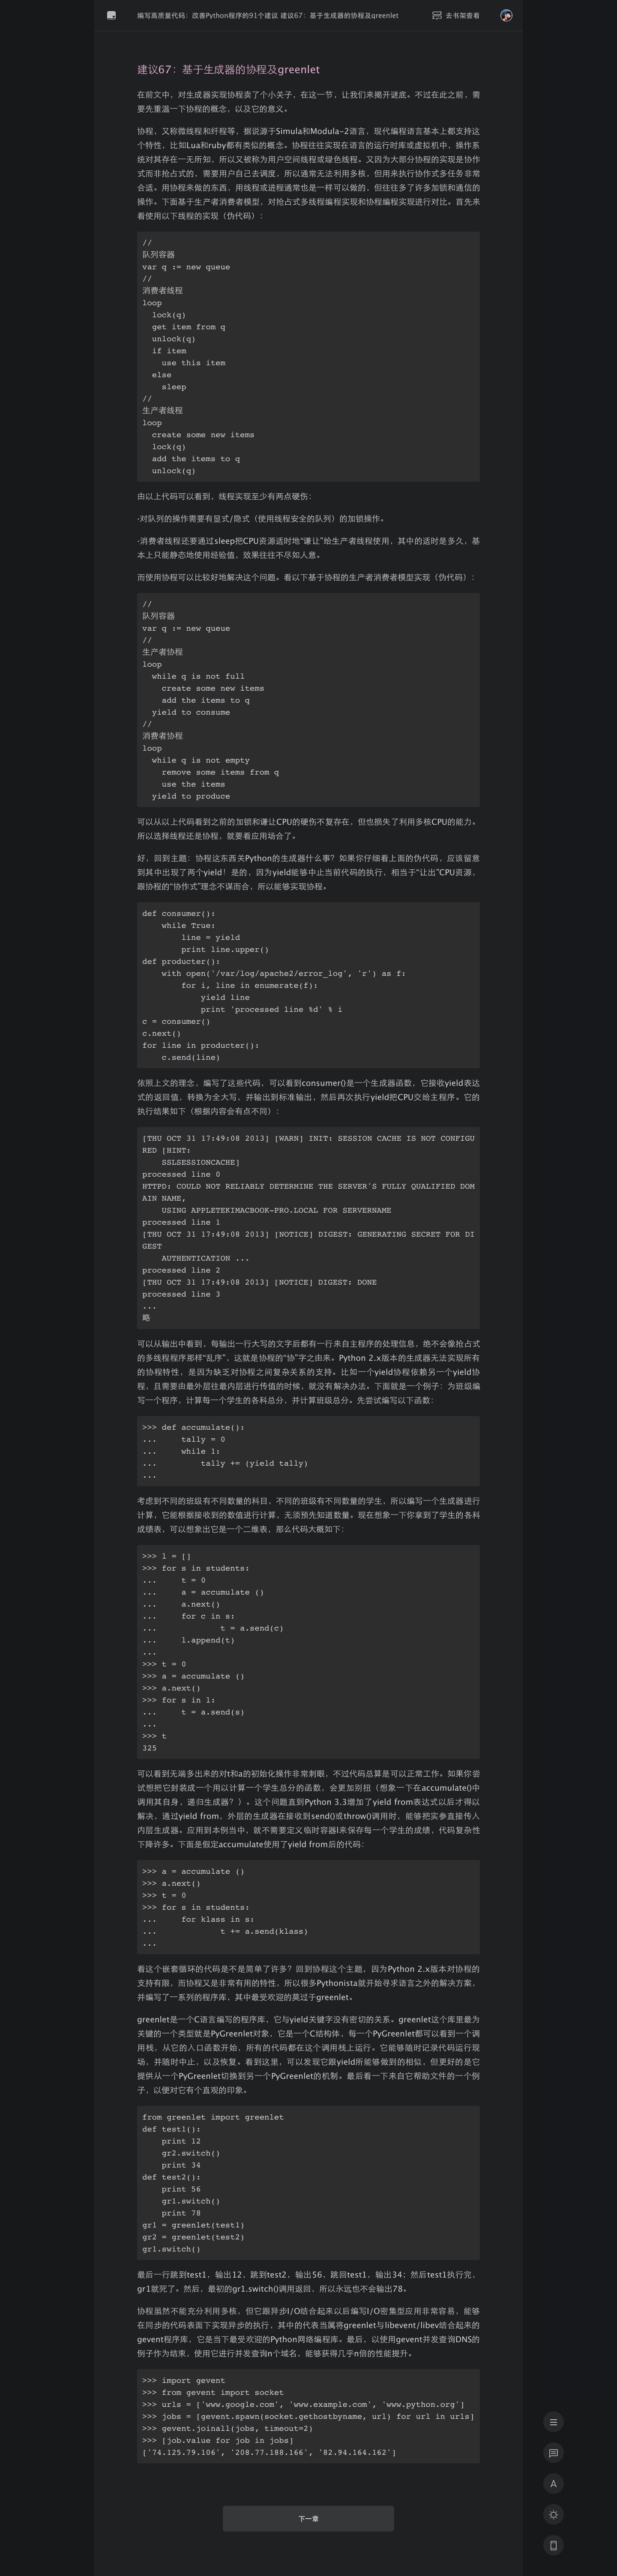 编写高质量代码：改善Python程序的91个建议 建议67：基于生成器的协程及greenlet
去书架查看
建议67：基于生成器的协程及greenlet
在前文中，对生成器实现协程卖了个小关子，在这一节，让我们来揭开谜底。不过在此之前，需
要先重温一下协程的概念，以及它的意义。
协程，又称微线程和纤程等，据说源于Simula和Modula-2语言，现代编程语言基本上都支持这
个特性，比如Lua和ruby都有类似的概念。协程往往实现在语言的运行时库或虚拟机中，操作系
统对其存在一无所知，所以又被称为用户空间线程或绿色线程。又因为大部分协程的实现是协作
式而非抢占式的，需要用户自己去调度，所以通常无法利用多核，但用来执行协作式多任务非常
合适。用协程来做的东西，用线程或进程通常也是一样可以做的，但往往多了许多加锁和通信的
操作。下面基于生产者消费者模型，对抢占式多线程编程实现和协程编程实现进行对比。首先来
看使用以下线程的实现（伪代码）：
//
队列容器
var q := new queue
//
消费者线程
loop
  lock(q)
  get item from q
  unlock(q)
  if item
    use this item
  else
    sleep
//
生产者线程
loop
  create some new items
  lock(q)
  add the items to q
  unlock(q)
由以上代码可以看到，线程实现至少有两点硬伤：
·对队列的操作需要有显式/隐式（使用线程安全的队列）的加锁操作。
·消费者线程还要通过sleep把CPU资源适时地“谦让”给生产者线程使用，其中的适时是多久，基
本上只能静态地使用经验值，效果往往不尽如人意。
而使用协程可以比较好地解决这个问题。看以下基于协程的生产者消费者模型实现（伪代码）：
//
队列容器
var q := new queue
//
生产者协程
loop
  while q is not full
    create some new items
    add the items to q
  yield to consume
//
消费者协程
loop
  while q is not empty
    remove some items from q
    use the items
  yield to produce
可以从以上代码看到之前的加锁和谦让CPU的硬伤不复存在，但也损失了利用多核CPU的能力。
所以选择线程还是协程，就要看应用场合了。
好，回到主题：协程这东西关Python的生成器什么事？如果你仔细看上面的伪代码，应该留意
到其中出现了两个yield！是的，因为yield能够中止当前代码的执行，相当于“让出”CPU资源，
跟协程的“协作式”理念不谋而合，所以能够实现协程。
def consumer():
    while True:
        line = yield
        print line.upper()
def producter():
    with open('/var/log/apache2/error_log', 'r') as f:
        for i, line in enumerate(f):
            yield line
            print 'processed line %d' % i
c = consumer()
c.next()
for line in producter():
    c.send(line)
依照上文的理念，编写了这些代码，可以看到consumer()是一个生成器函数，它接收yield表达
式的返回值，转换为全大写，并输出到标准输出，然后再次执行yield把CPU交给主程序。它的
执行结果如下（根据内容会有点不同）：
[THU OCT 31 17:49:08 2013] [WARN] INIT: SESSION CACHE IS NOT CONFIGU
RED [HINT:
    SSLSESSIONCACHE]
processed line 0
HTTPD: COULD NOT RELIABLY DETERMINE THE SERVER'S FULLY QUALIFIED DOM
AIN NAME,
    USING APPLETEKIMACBOOK-PRO.LOCAL FOR SERVERNAME
processed line 1
[THU OCT 31 17:49:08 2013] [NOTICE] DIGEST: GENERATING SECRET FOR DI
GEST
    AUTHENTICATION ...
processed line 2
[THU OCT 31 17:49:08 2013] [NOTICE] DIGEST: DONE
processed line 3
...
略
可以从输出中看到，每输出一行大写的文字后都有一行来自主程序的处理信息，绝不会像抢占式
的多线程程序那样“乱序”，这就是协程的“协”字之由来。Python 2.x版本的生成器无法实现所有
的协程特性，是因为缺乏对协程之间复杂关系的支持。比如一个yield协程依赖另一个yield协
程，且需要由最外层往最内层进行传值的时候，就没有解决办法。下面就是一个例子：为班级编
写一个程序，计算每一个学生的各科总分，并计算班级总分。先尝试编写以下函数：
>>> def accumulate():
...     tally = 0
...     while 1:
...         tally += (yield tally)
...
考虑到不同的班级有不同数量的科目，不同的班级有不同数量的学生，所以编写一个生成器进行
计算，它能根据接收到的数值进行计算，无须预先知道数量。现在想象一下你拿到了学生的各科
成绩表，可以想象出它是一个二维表，那么代码大概如下：
>>> l = []
>>> for s in students:
...     t = 0
...     a = accumulate ()
...     a.next()
...     for c in s:
...             t = a.send(c)
...     l.append(t)
...
>>> t = 0
>>> a = accumulate ()
>>> a.next()
>>> for s in l:
...     t = a.send(s)
...
>>> t
325
可以看到无端多出来的对t和a的初始化操作非常刺眼，不过代码总算是可以正常工作。如果你尝
试想把它封装成一个用以计算一个学生总分的函数，会更加别扭（想象一下在accumulate()中
调用其自身，递归生成器？）。这个问题直到Python 3.3增加了yield from表达式以后才得以
解决，通过yield from，外层的生成器在接收到send()或throw()调用时，能够把实参直接传入
内层生成器。应用到本例当中，就不需要定义临时容器l来保存每一个学生的成绩，代码复杂性
下降许多。下面是假定accumulate使用了yield from后的代码：
>>> a = accumulate ()
>>> a.next()
>>> t = 0
>>> for s in students:
...     for klass in s:
...             t += a.send(klass)
...
看这个嵌套循环的代码是不是简单了许多？回到协程这个主题，因为Python 2.x版本对协程的
支持有限，而协程又是非常有用的特性，所以很多Pythonista就开始寻求语言之外的解决方案，
并编写了一系列的程序库，其中最受欢迎的莫过于greenlet。
greenlet是一个C语言编写的程序库，它与yield关键字没有密切的关系。greenlet这个库里最为
关键的一个类型就是PyGreenlet对象，它是一个C结构体，每一个PyGreenlet都可以看到一个调
用栈，从它的入口函数开始，所有的代码都在这个调用栈上运行。它能够随时记录代码运行现
场，并随时中止，以及恢复。看到这里，可以发现它跟yield所能够做到的相似，但更好的是它
提供从一个PyGreenlet切换到另一个PyGreenlet的机制。最后看一下来自它帮助文件的一个例
子，以便对它有个直观的印象。
from greenlet import greenlet
def test1():
    print 12
    gr2.switch()
    print 34
def test2():
    print 56
    gr1.switch()
    print 78
gr1 = greenlet(test1)
gr2 = greenlet(test2)
gr1.switch()
最后一行跳到test1，输出12，跳到test2，输出56，跳回test1，输出34；然后test1执行完，
gr1就死了。然后，最初的gr1.switch()调用返回，所以永远也不会输出78。
协程虽然不能充分利用多核，但它跟异步I/O结合起来以后编写I/O密集型应用非常容易，能够
在同步的代码表面下实现异步的执行，其中的代表当属将greenlet与libevent/libev结合起来的
gevent程序库，它是当下最受欢迎的Python网络编程库。最后，以使用gevent并发查询DNS的
例子作为结束，使用它进行并发查询n个域名，能够获得几乎n倍的性能提升。
>>> import gevent
>>> from gevent import socket
>>> urls = ['www.google.com', 'www.example.com', 'www.python.org']
>>> jobs = [gevent.spawn(socket.gethostbyname, url) for url in urls]
>>> gevent.joinall(jobs, timeout=2)
>>> [job.value for job in jobs]
['74.125.79.106', '208.77.188.166', '82.94.164.162']
下一章
A